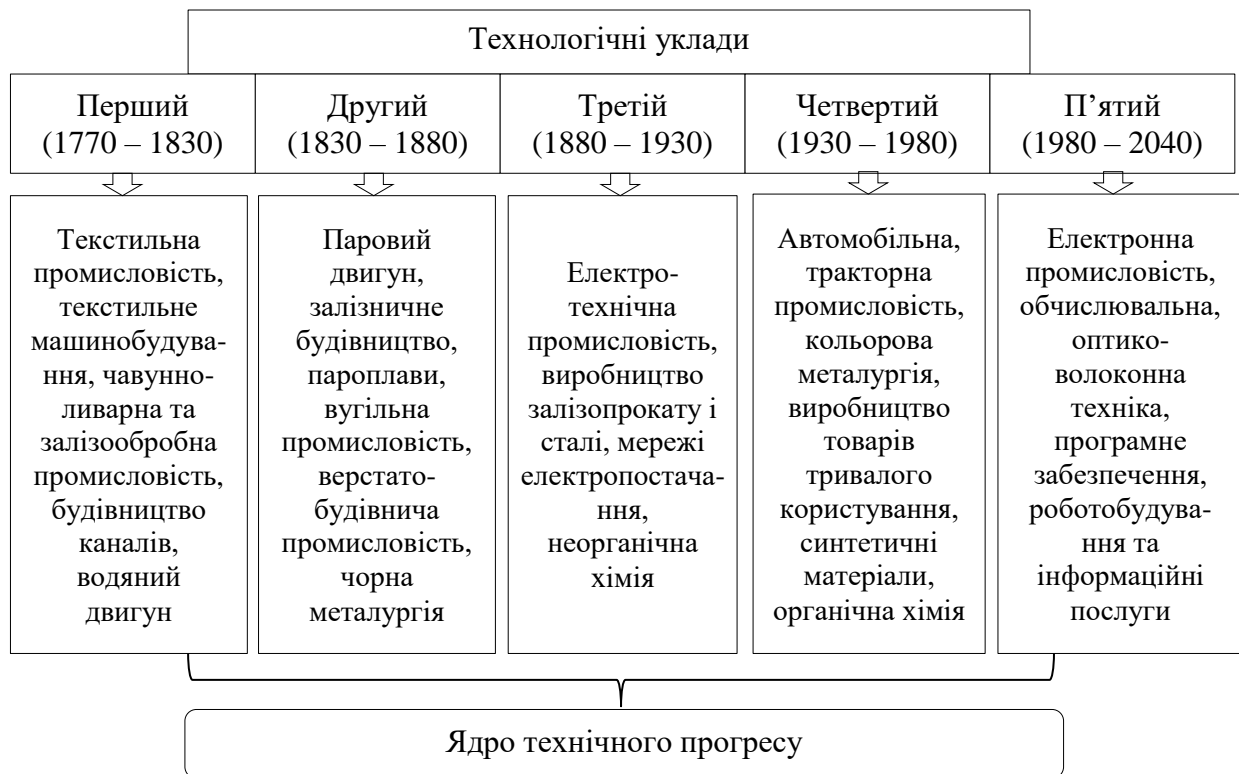 Технологічні уклади
Перший
(1770 – 1830)
Другий
(1830 – 1880)
Третій
(1880 – 1930)
Четвертий
(1930 – 1980)
П’ятий
(1980 – 2040)
Текстильна
промисловість,
текстильне
машинобудува-
ння, чавунно-
ливарна та
залізообробна
промисловість,
будівництво
каналів,
водяний
двигун
Паровий
двигун,
залізничне
будівництво,
пароплави,
вугільна
промисловість,
верстато-
будівнича
промисловість,
чорна
металургія
Електро-
технічна
промисловість,
виробництво
залізопрокату і
сталі, мережі
електропостача-
ння,
неорганічна
хімія
Автомобільна,
тракторна
промисловість,
кольорова
металургія,
виробництво
товарів
тривалого
користування,
синтетичні
матеріали,
органічна хімія
Електронна
промисловість,
обчислювальна,
оптико-
волоконна
техніка,
програмне
забезпечення,
роботобудува-
ння та
інформаційні
послуги
Ядро технічного прогресу